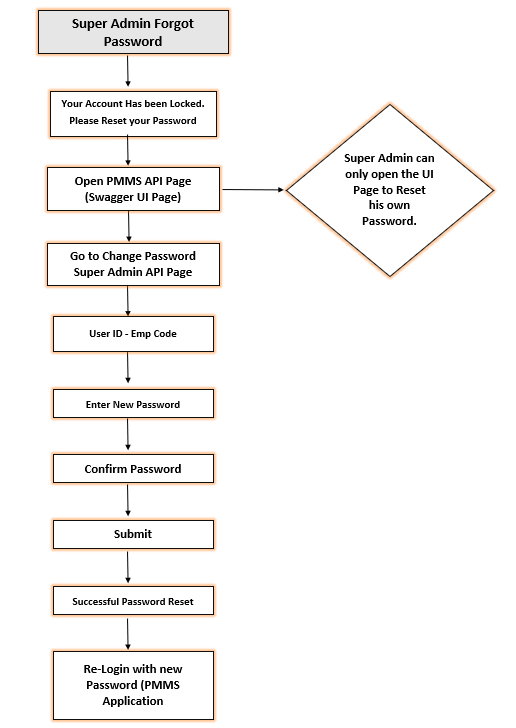 Super Admin Forgot
Password
Your Account Has been Locked.
Please Reset your Password
Open PMMS API Page
(Swagger UI Page)
Super Admin can
only open the UI
Page to Reset
his own
Password.
Go to Change Password
Super Admin API Page
User ID - Emp Code
Enter New Password
Confirm Password
Submit
Successful Password Reset
Re-Login with new
Password (PMMS
Application